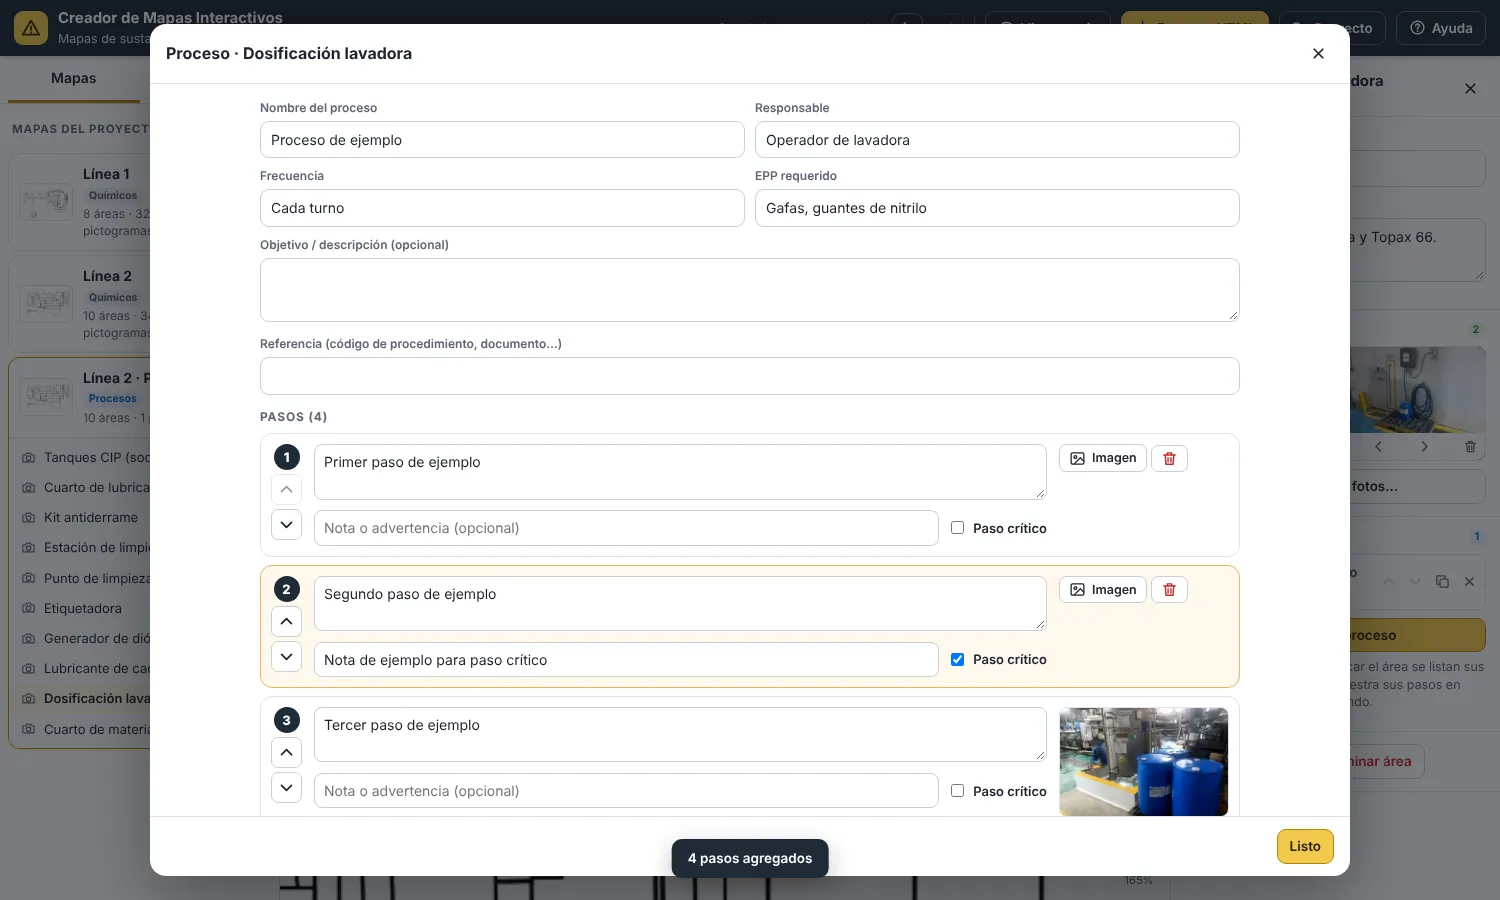 Creador de Mapas Interactivos
Mapas de susta
Ayuda
Mapas
MAPAS DEL PROYECT
Línea 1
Químicos
8 áreas · 32
pictogramas
Línea 2
Químicos
10 áreas · 3
pictogramas
Línea 2 · P
Procesos
10 áreas · 1
Tanques CIP (so
Cuarto de lubrica
Kit antiderrame
Estación de limpi
Punto de limpieza
Etiquetadora
Generador de dió
Lubricante de ca
Dosificación lava
Cuarto de materia
Proceso · Dosificación lavadora
Nombre del proceso
Responsable
Proceso de ejemplo
Operador de lavadora
Frecuencia
EPP requerido
Cada turno
Gafas, guantes de nitrilo
Objetivo / descripción (opcional)
Referencia (código de procedimiento, documento...)
PASOS (4)
1
Primer paso de ejemplo
Imagen
Nota o advertencia (opcional)
Paso crítico
2
Segundo paso de ejemplo
Imagen
Nota de ejemplo para paso crítico
Paso crítico
3
Tercer paso de ejemplo
Nota o advertencia (opcional)
Paso crítico
4 pasos agregados
Listo
dora
a y Topax 66.
2
fotos...
1
o
proceso
car el área se listan sus
estra sus pasos en
ndo.
inar área
165%